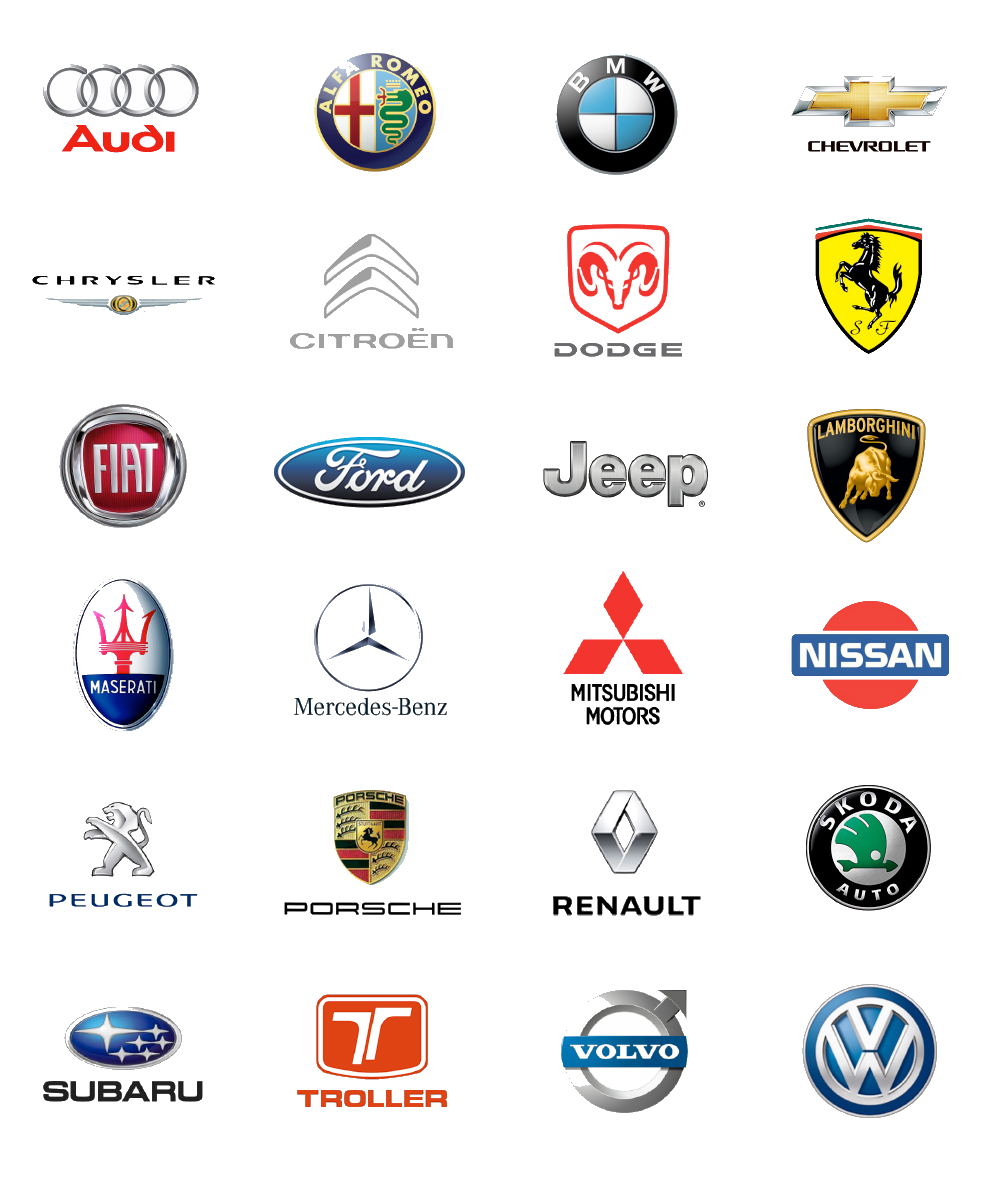 Audi
ALFA ROMEO
BMW
CHEVROLET
CHRYSLER
CITROËN
DODGE
S F
FIAT
Ford
Jeep
®
LAMBORGHINI
MASERATI
Mercedes-Benz
MITSUBISHI
MOTORS
NISSAN
PEUGEOT
PORSCHE
PORSCHE
RENAULT
SKODA
AUTO
SUBARU
TROLLER
VOLVO
VW